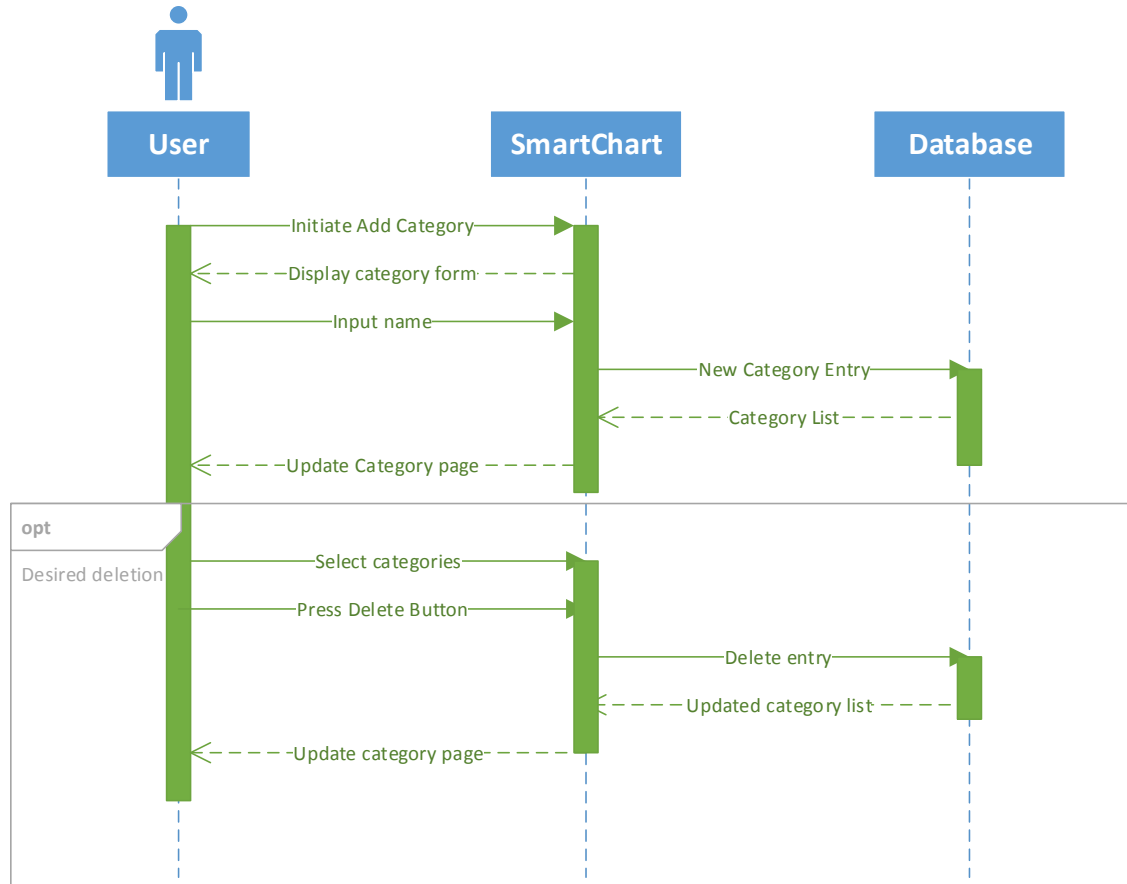 User
SmartChart
Database
Initiate Add Category
Display category form
Input name
New Category Entry
Category List
Update Category page
opt
Desired deletion
Select categories
Press Delete Button
Delete entry
Updated category list
Update category page